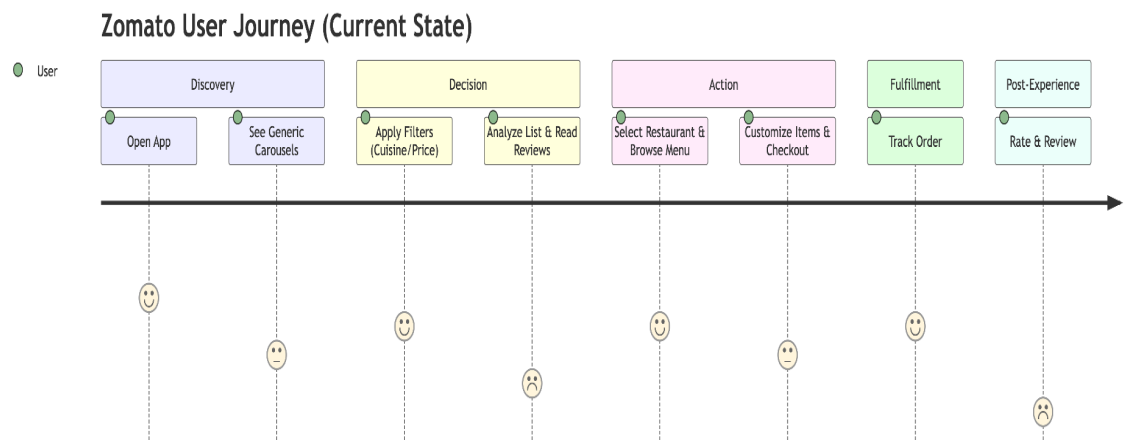 Zomato User Journey (Current State)
User
Discovery
Decision
Action
Fulfillment
Post-Experience
Open App
See Generic
Carousels
Apply Filters
(Cuisine/Price)
Analyze List & Read
Reviews
Select Restaurant &
Browse Menu
Customize Items &
Checkout
Track Order
Rate & Review